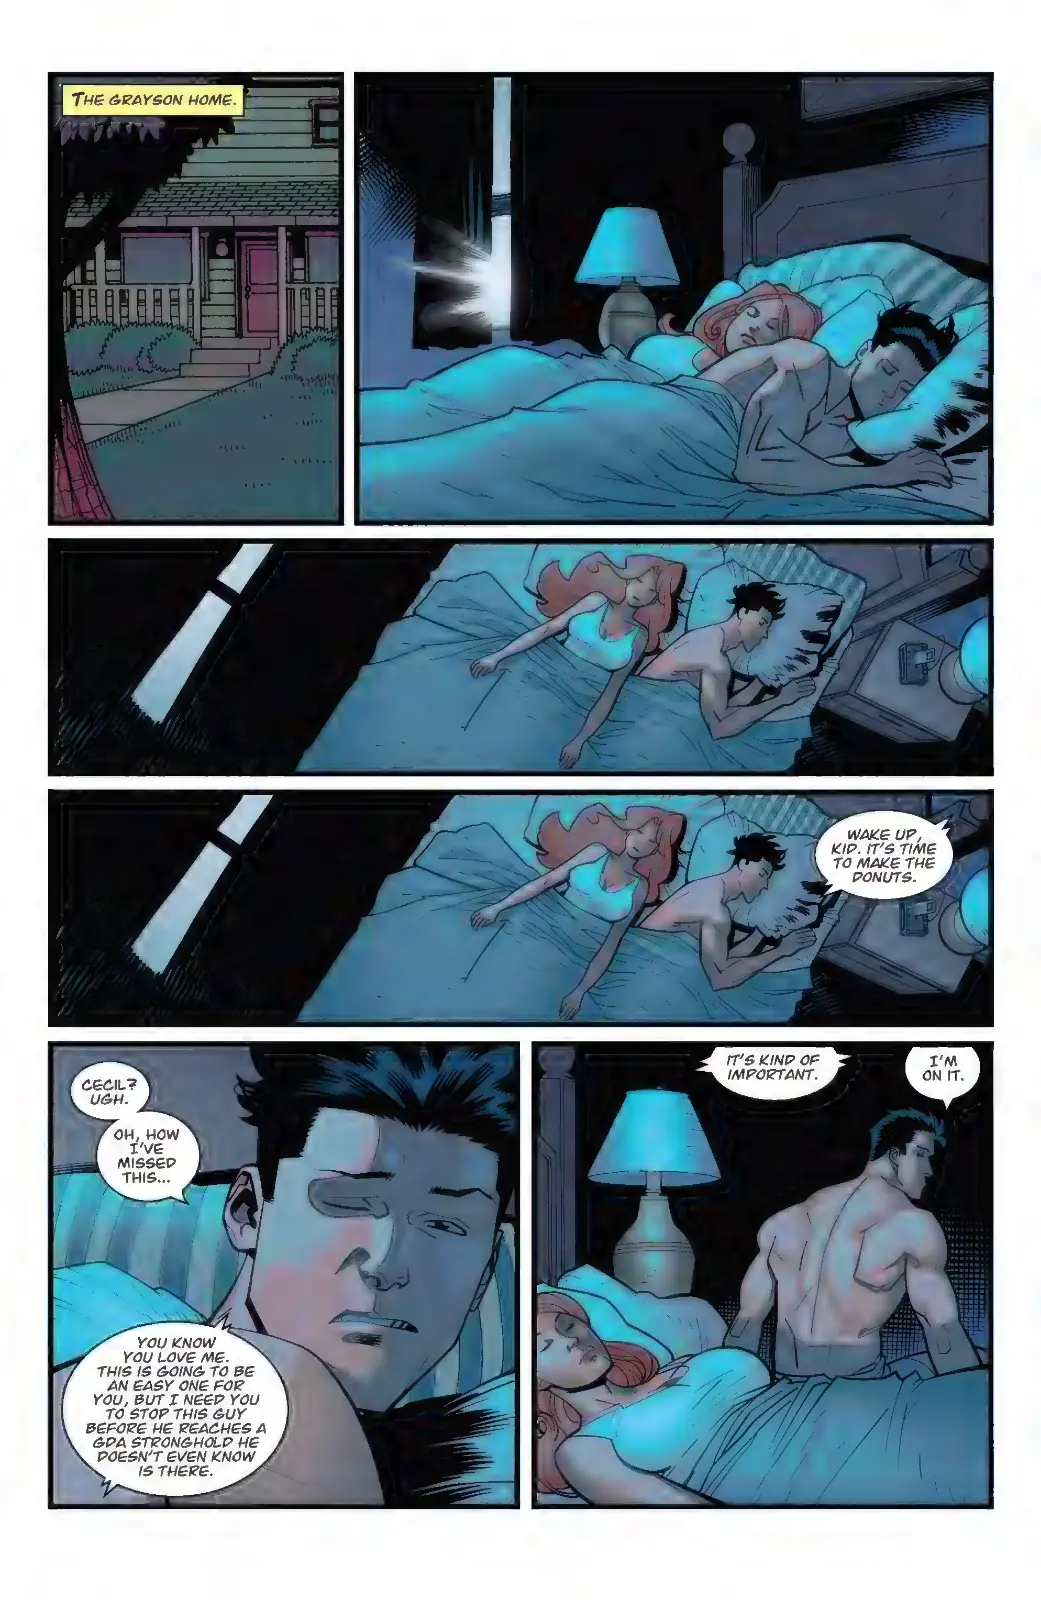 THE GRAYSON HOME.
WAKE UP,
KID. IT'S TIME
TO MAKE THE
DONUTS.
CECIL?
UGH.
OH, HOW
I'VE
MISSED
THIS...
YOU KNOW
YOU LOVE ME.
THIS IS GOING TO BE
AN EASY ONE FOR
YOU, BUT I NEED YOU
TO STOP THIS GUY
BEFORE HE REACHES A
GDA STRONGHOLD HE
DOESN'T EVEN KNOW
IS THERE.
IT'S KIND OF
IMPORTANT.
I'M
ON IT.